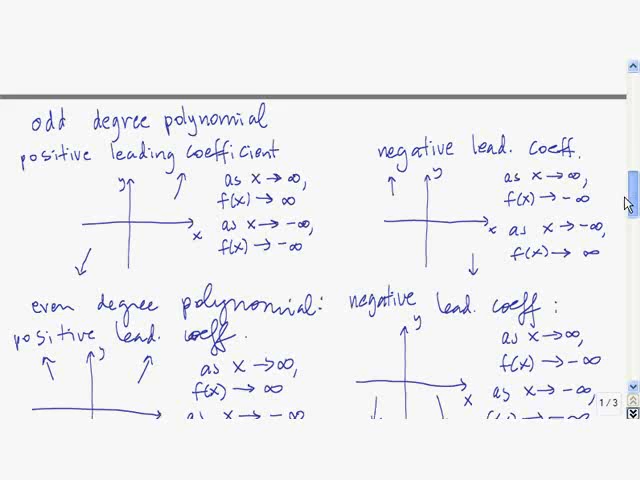 odd degree polynomial
positive leading coefficient
y
x
as x → ∞,
f(x) → ∞
as x → -∞,
f(x) → -∞
negative lead. coeff.
y
x
as x → ∞,
f(x) → -∞
as x → -∞,
f(x) → ∞
even degree polynomial:
positive lead. coeff.
y
as x → ∞,
f(x) → ∞
as x → -∞
negative lead. coeff:
y
x
as x → ∞,
f(x) → -∞
as x → -∞,
f(x) → -∞
1/3